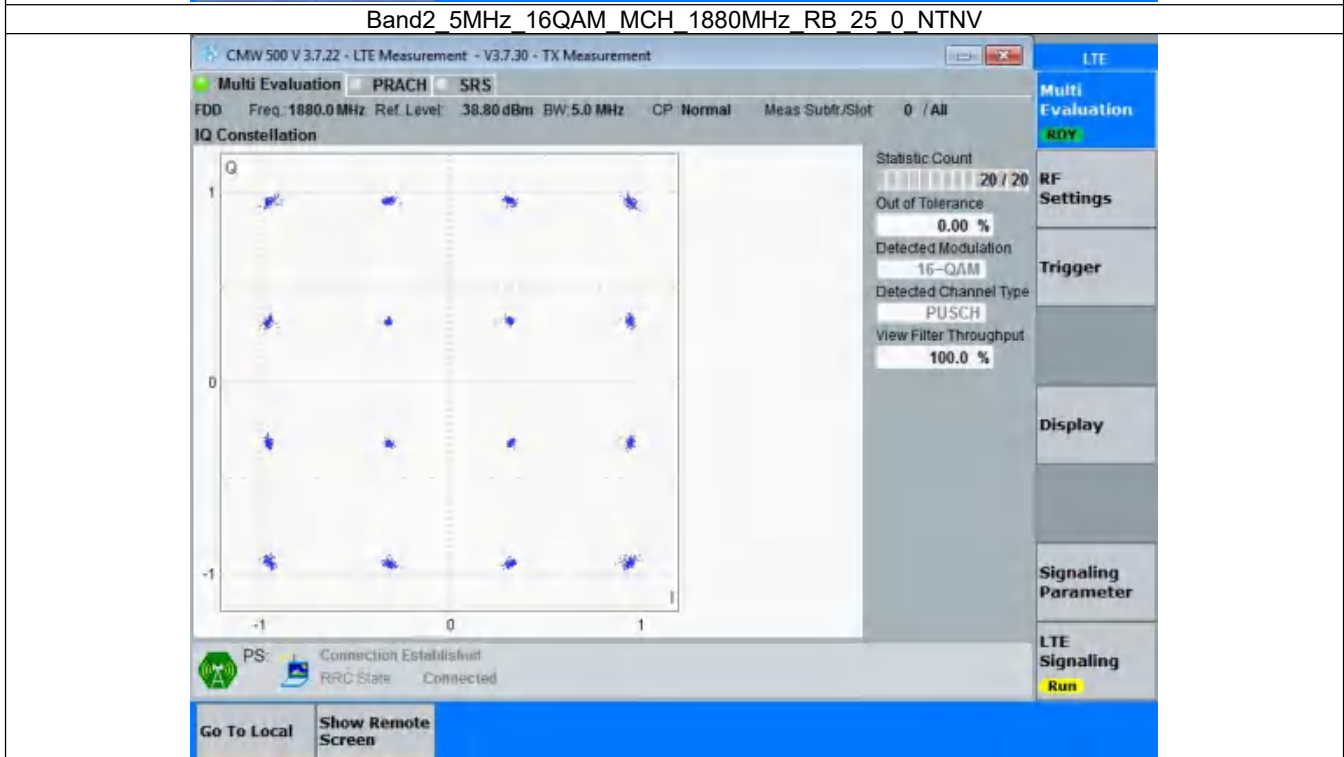 Band2_5MHz_16QAM_MCH_1880MHz_RB_25_0_NTNV
CMW 500 V 3.7.22 - LTE Measurement - V3.7.30 - TX Measurement
LTE
Multi Evaluation PRACH SRS
FDD Freq.: 1880.0 MHz Ref. Level: 38.80 dBm BW: 5.0 MHz CP: Normal Meas Subfr./Slot: 0 / All
IQ Constellation
Q
1
0
-1
-1 0 1
I
Statistic Count
20 / 20
Out of Tolerance
0.00 %
Detected Modulation
16-QAM
Detected Channel Type
PUSCH
View Filter Throughput
100.0 %
Multi
Evaluation
RDY
RF
Settings
Trigger
Display
Signaling
Parameter
LTE
Signaling
Run
PS: Connection Established
RRC State Connected
Go To Local
Show Remote
Screen